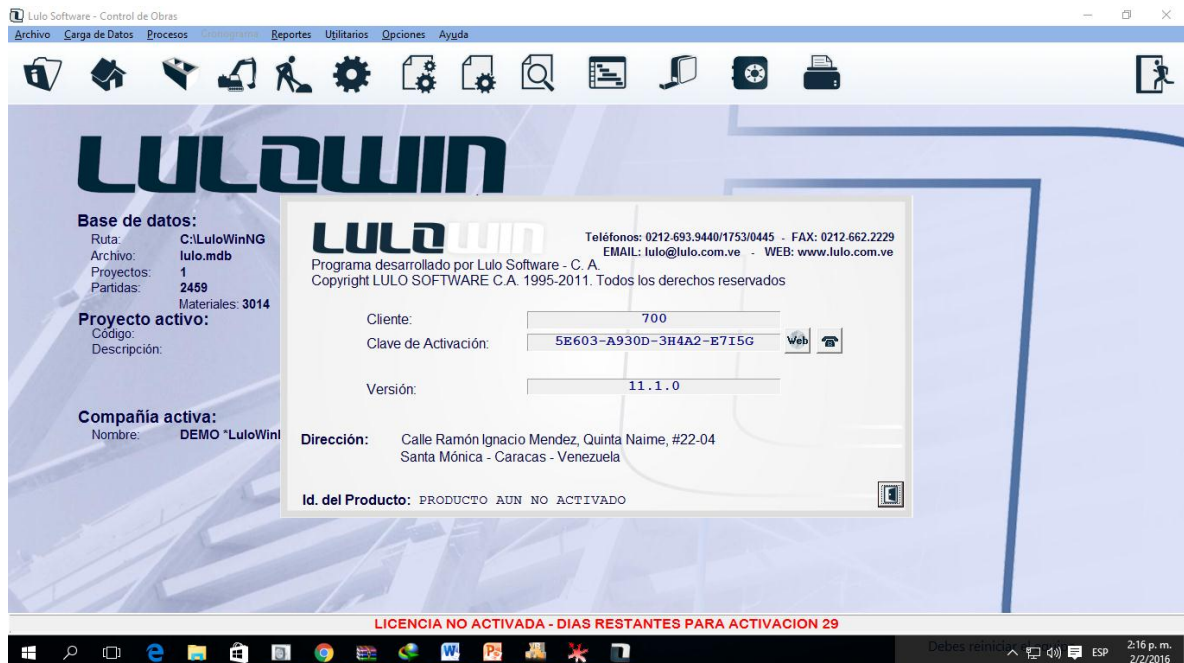 Lulo Software - Control de Obras
Archivo Carga de Datos Procesos Cronograma Reportes Utilitarios Opciones Ayuda
LULOWIN
Base de datos:
Ruta: C:\LuloWinNG
Archivo: lulo.mdb
Proyectos: 1
Partidas: 2459
Materiales: 3014
Proyecto activo:
Código:
Descripción:
Compañía activa:
Nombre: DEMO *LuloWinI
LULOWIN
Teléfonos: 0212-693.9440/1753/0445 - FAX: 0212-662.2229
EMAIL: lulo@lulo.com.ve - WEB: www.lulo.com.ve
Programa desarrollado por Lulo Software - C. A.
Copyright LULO SOFTWARE C.A. 1995-2011. Todos los derechos reservados
Cliente: 700
Clave de Activación: 5E603-A930D-3H4A2-E7I5G Web
Versión: 11.1.0
Dirección: Calle Ramón Ignacio Mendez, Quinta Naime, #22-04
Santa Mónica - Caracas - Venezuela
Id. del Producto: PRODUCTO AUN NO ACTIVADO
LICENCIA NO ACTIVADA - DIAS RESTANTES PARA ACTIVACION 29
Debes reiniciar
ESP
2:16 p. m.
2/2/2016